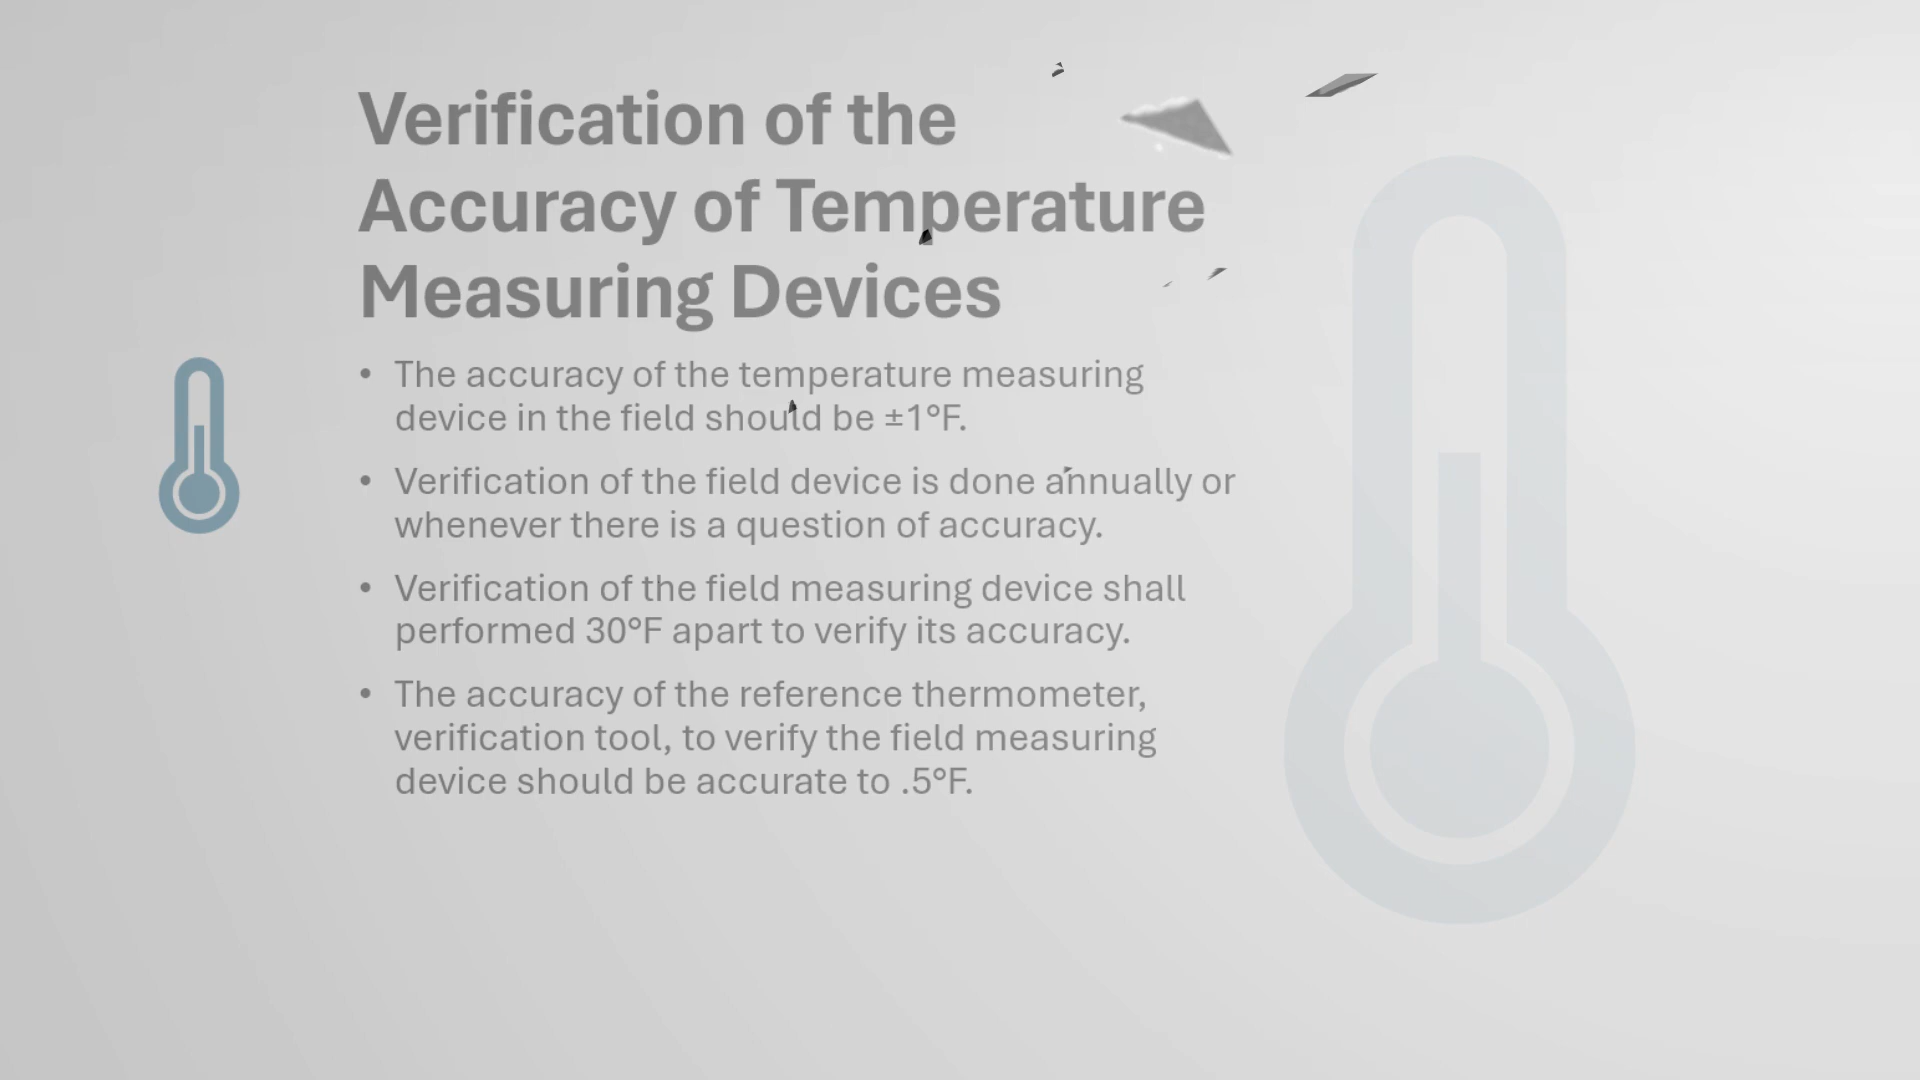 Verification of the
Accuracy of Temperature
Measuring Devices
• The accuracy of the temperature measuring
device in the field should be ±1°F.
• Verification of the field device is done annually or
whenever there is a question of accuracy.
• Verification of the field measuring device shall
performed 30°F apart to verify its accuracy.
• The accuracy of the reference thermometer,
verification tool, to verify the field measuring
device should be accurate to .5°F.